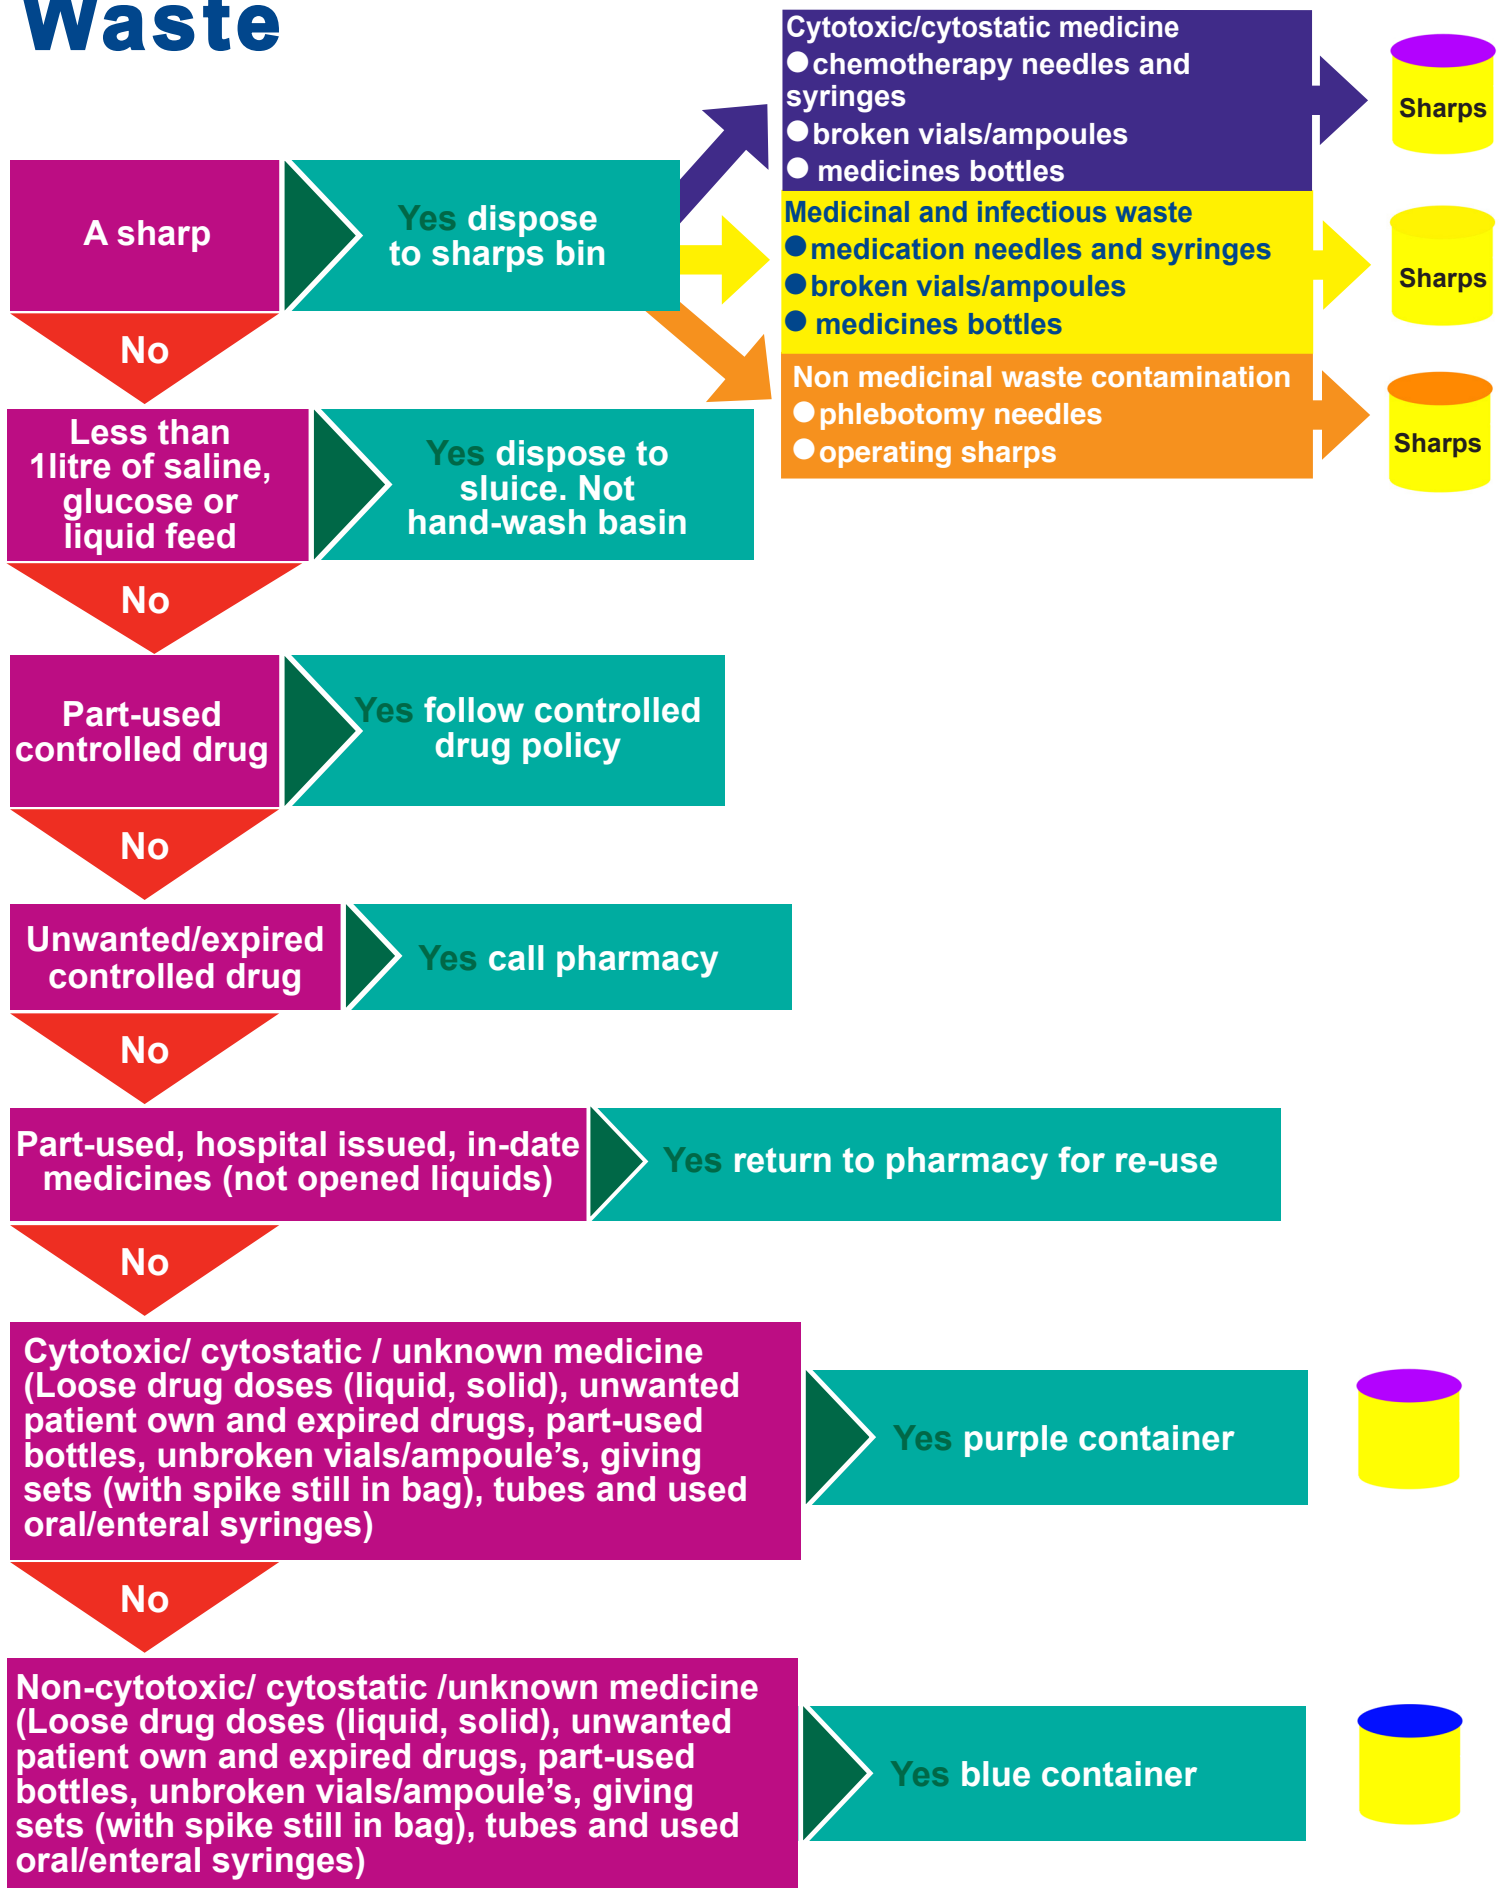 Waste
Cytotoxic/cytostatic medicine
● chemotherapy needles and
syringes
● broken vials/ampoules
● medicines bottles
Sharps
A sharp
Yes dispose
to sharps bin
Medicinal and infectious waste
● medication needles and syringes
● broken vials/ampoules
● medicines bottles
Sharps
No
Non medicinal waste contamination
● phlebotomy needles
● operating sharps
Sharps
Less than
1litre of saline,
glucose or
liquid feed
Yes dispose to
sluice. Not
hand-wash basin
No
Part-used
controlled drug
Yes follow controlled
drug policy
No
Unwanted/expired
controlled drug
Yes call pharmacy
No
Part-used, hospital issued, in-date
medicines (not opened liquids)
Yes return to pharmacy for re-use
No
Cytotoxic/ cytostatic / unknown medicine
(Loose drug doses (liquid, solid), unwanted
patient own and expired drugs, part-used
bottles, unbroken vials/ampoule’s, giving
sets (with spike still in bag), tubes and used
oral/enteral syringes)
Yes purple container
No
Non-cytotoxic/ cytostatic /unknown medicine
(Loose drug doses (liquid, solid), unwanted
patient own and expired drugs, part-used
bottles, unbroken vials/ampoule’s, giving
sets (with spike still in bag), tubes and used
oral/enteral syringes)
Yes blue container